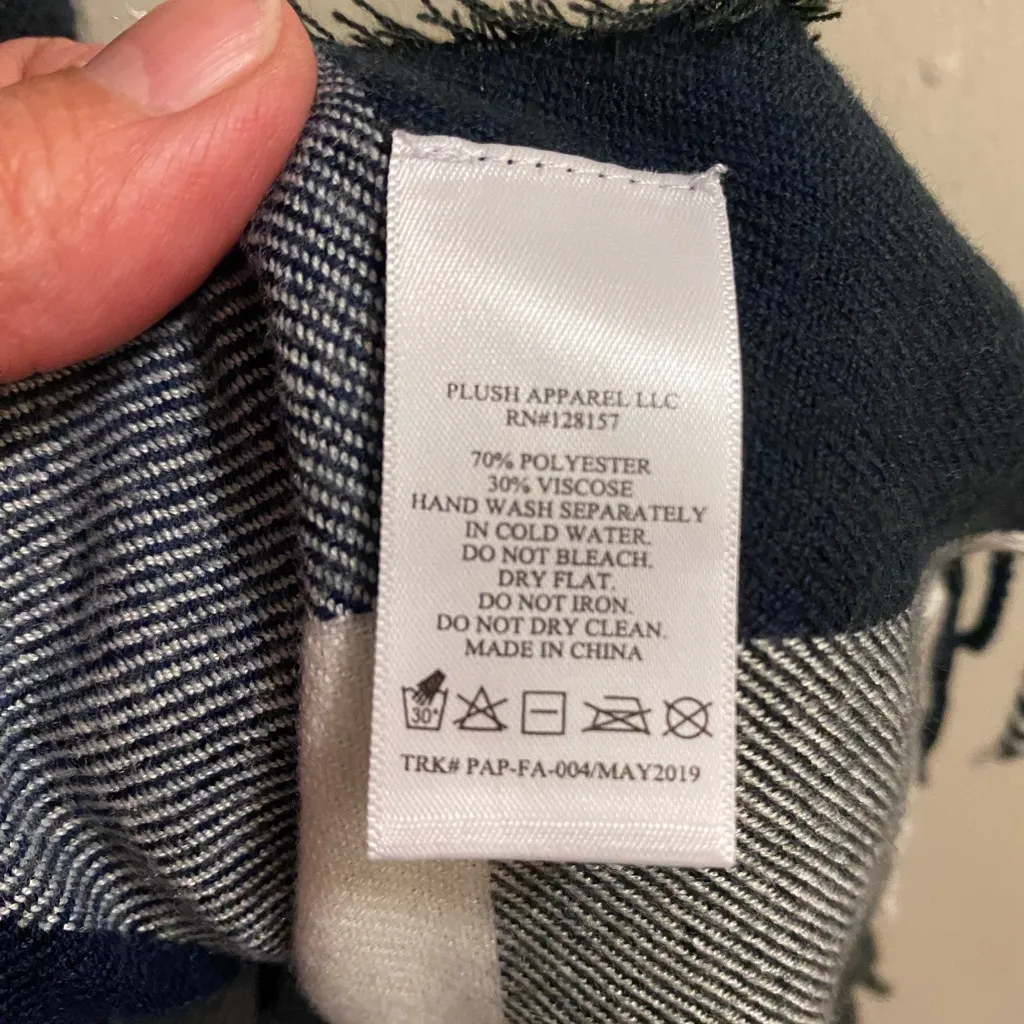 PLUSH APPAREL LLC
RN#128157
70% POLYESTER
30% VISCOSE
HAND WASH SEPARATELY
IN COLD WATER.
DO NOT BLEACH.
DRY FLAT.
DO NOT IRON.
DO NOT DRY CLEAN.
MADE IN CHINA
30°
TRK# PAP-FA-004/MAY2019